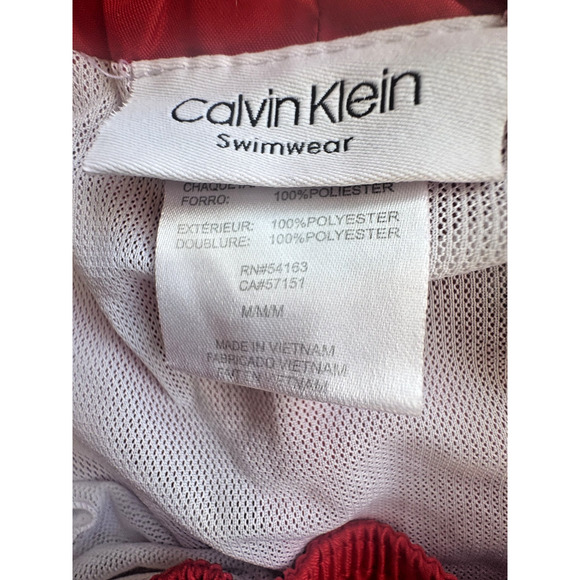 Calvin Klein
Swimwear
FORRO: 100%POLIESTER
EXTÉRIEUR: 100%POLYESTER
DOUBLURE: 100%POLYESTER
RN#54163
CA#57151
M/M/M
MADE IN VIETNAM
FABRICADO VIETNAM
VIETNAM